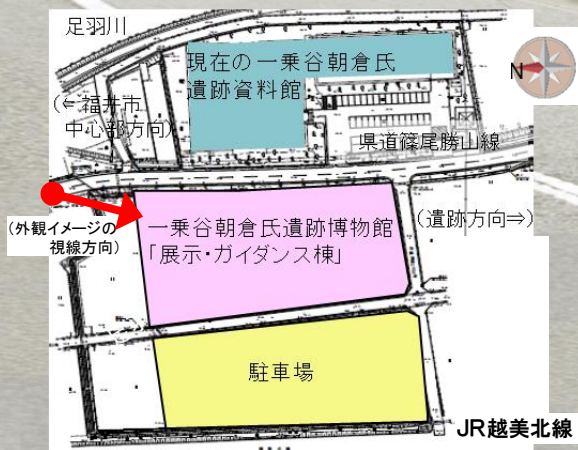 足羽川
現在の一乗谷朝倉氏
遺跡資料館
N
(⇐福井市
中心部方向)
県道篠尾勝山線
(外観イメージの
視線方向)
一乗谷朝倉氏遺跡博物館
「展示・ガイダンス棟」
(遺跡方向⇒)
駐車場
JR越美北線